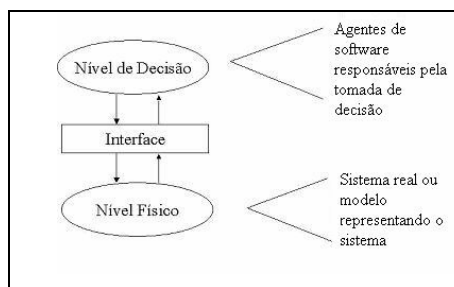 Nível de Decisão
Agentes de
software
responsáveis pela
tomada de
decisão
Interface
Nível Físico
Sistema real ou
modelo
representando o
sistema